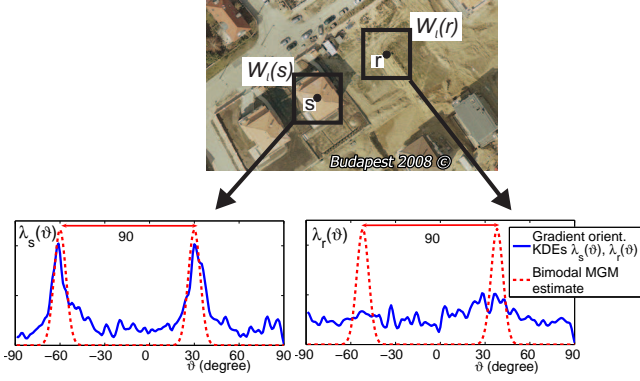 W_l(r)
r
W_l(s)
s
Budapest 2008 ©
λ_s(ϑ)
90
-90 −60 −30 0 30 60 90
ϑ (degree)
λ_r(ϑ)
90
-90 −60 −30 0 30 60 90
ϑ (degree)
Gradient orient.
KDEs λ_s(ϑ), λ_r(ϑ)
Bimodal MGM
estimate